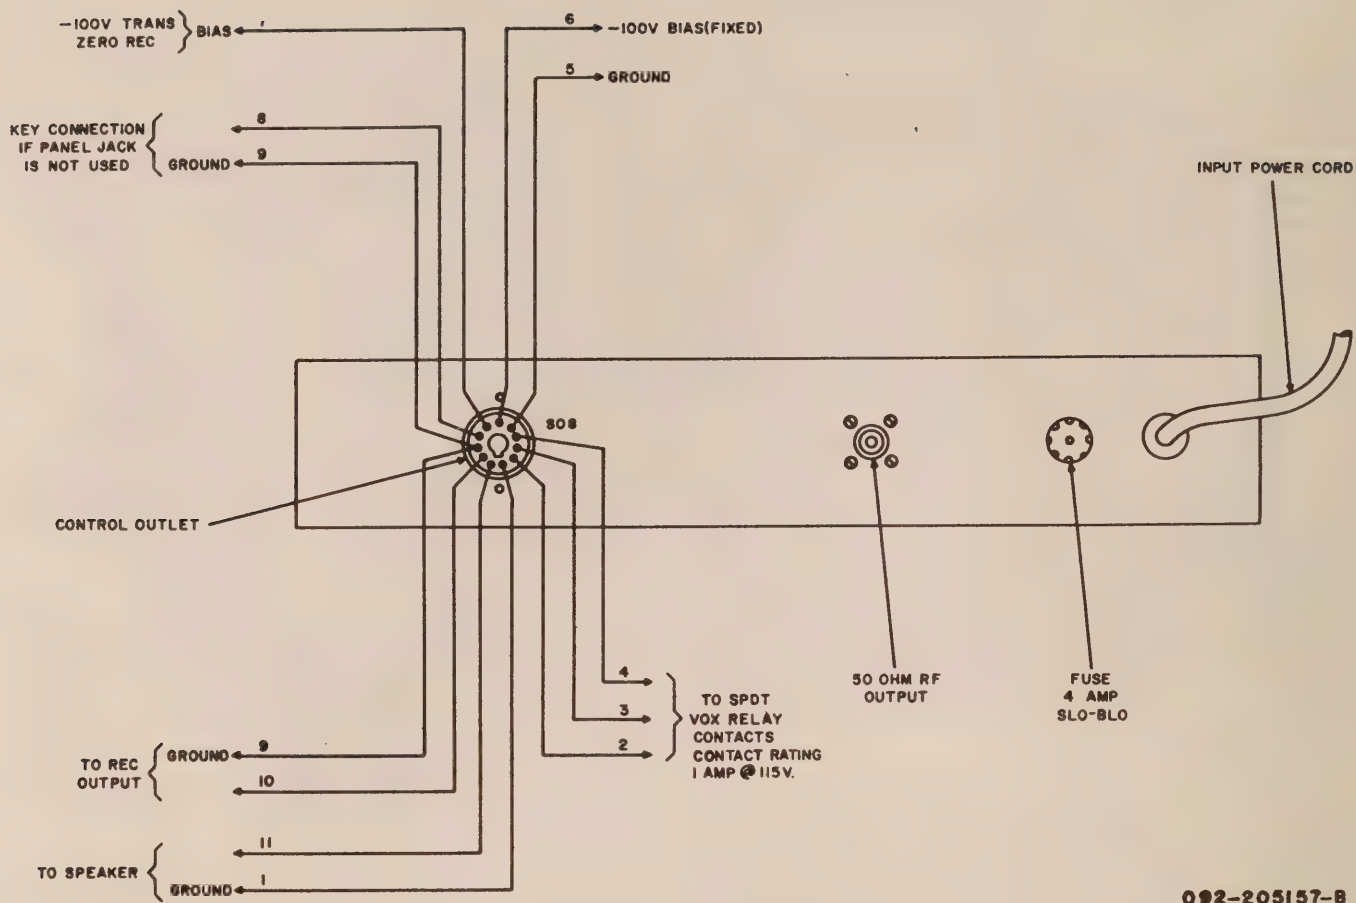 -100V TRANS
ZERO REC
BIAS
6
-100V BIAS(FIXED)
5
GROUND
KEY CONNECTION
IF PANEL JACK
IS NOT USED
8
9
GROUND
INPUT POWER CORD
SO8
CONTROL OUTLET
50 OHM RF
OUTPUT
FUSE
4 AMP
SLO-BLO
4
3
2
TO SPDT
VOX RELAY
CONTACTS
CONTACT RATING
1 AMP @ 115V.
TO REC
OUTPUT
GROUND
9
10
TO SPEAKER
11
GROUND
1
092-205157-B